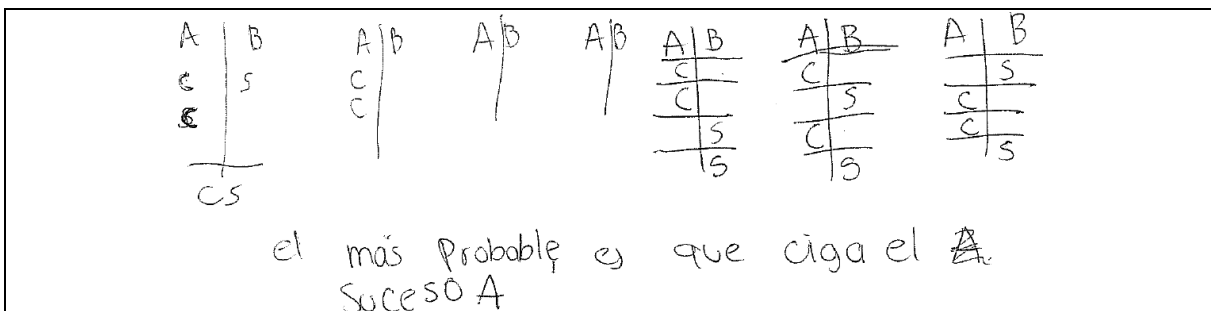 A B A B A B A B A B A B A B
C S C C C S
C C S C
S C C
CS S S S
el más probable es que ciga el
suceso A